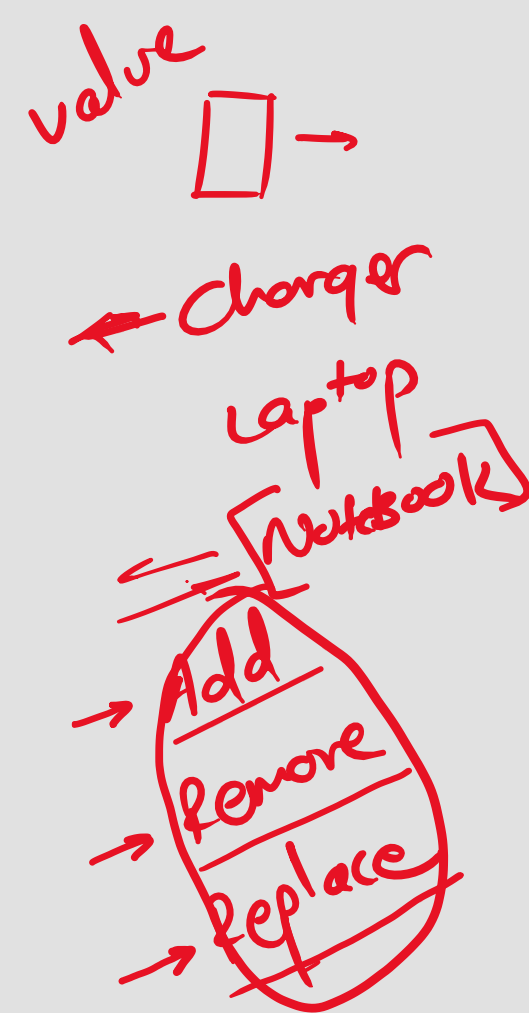 value
Charger
Laptop
Notebook
Add
Remove
Replace